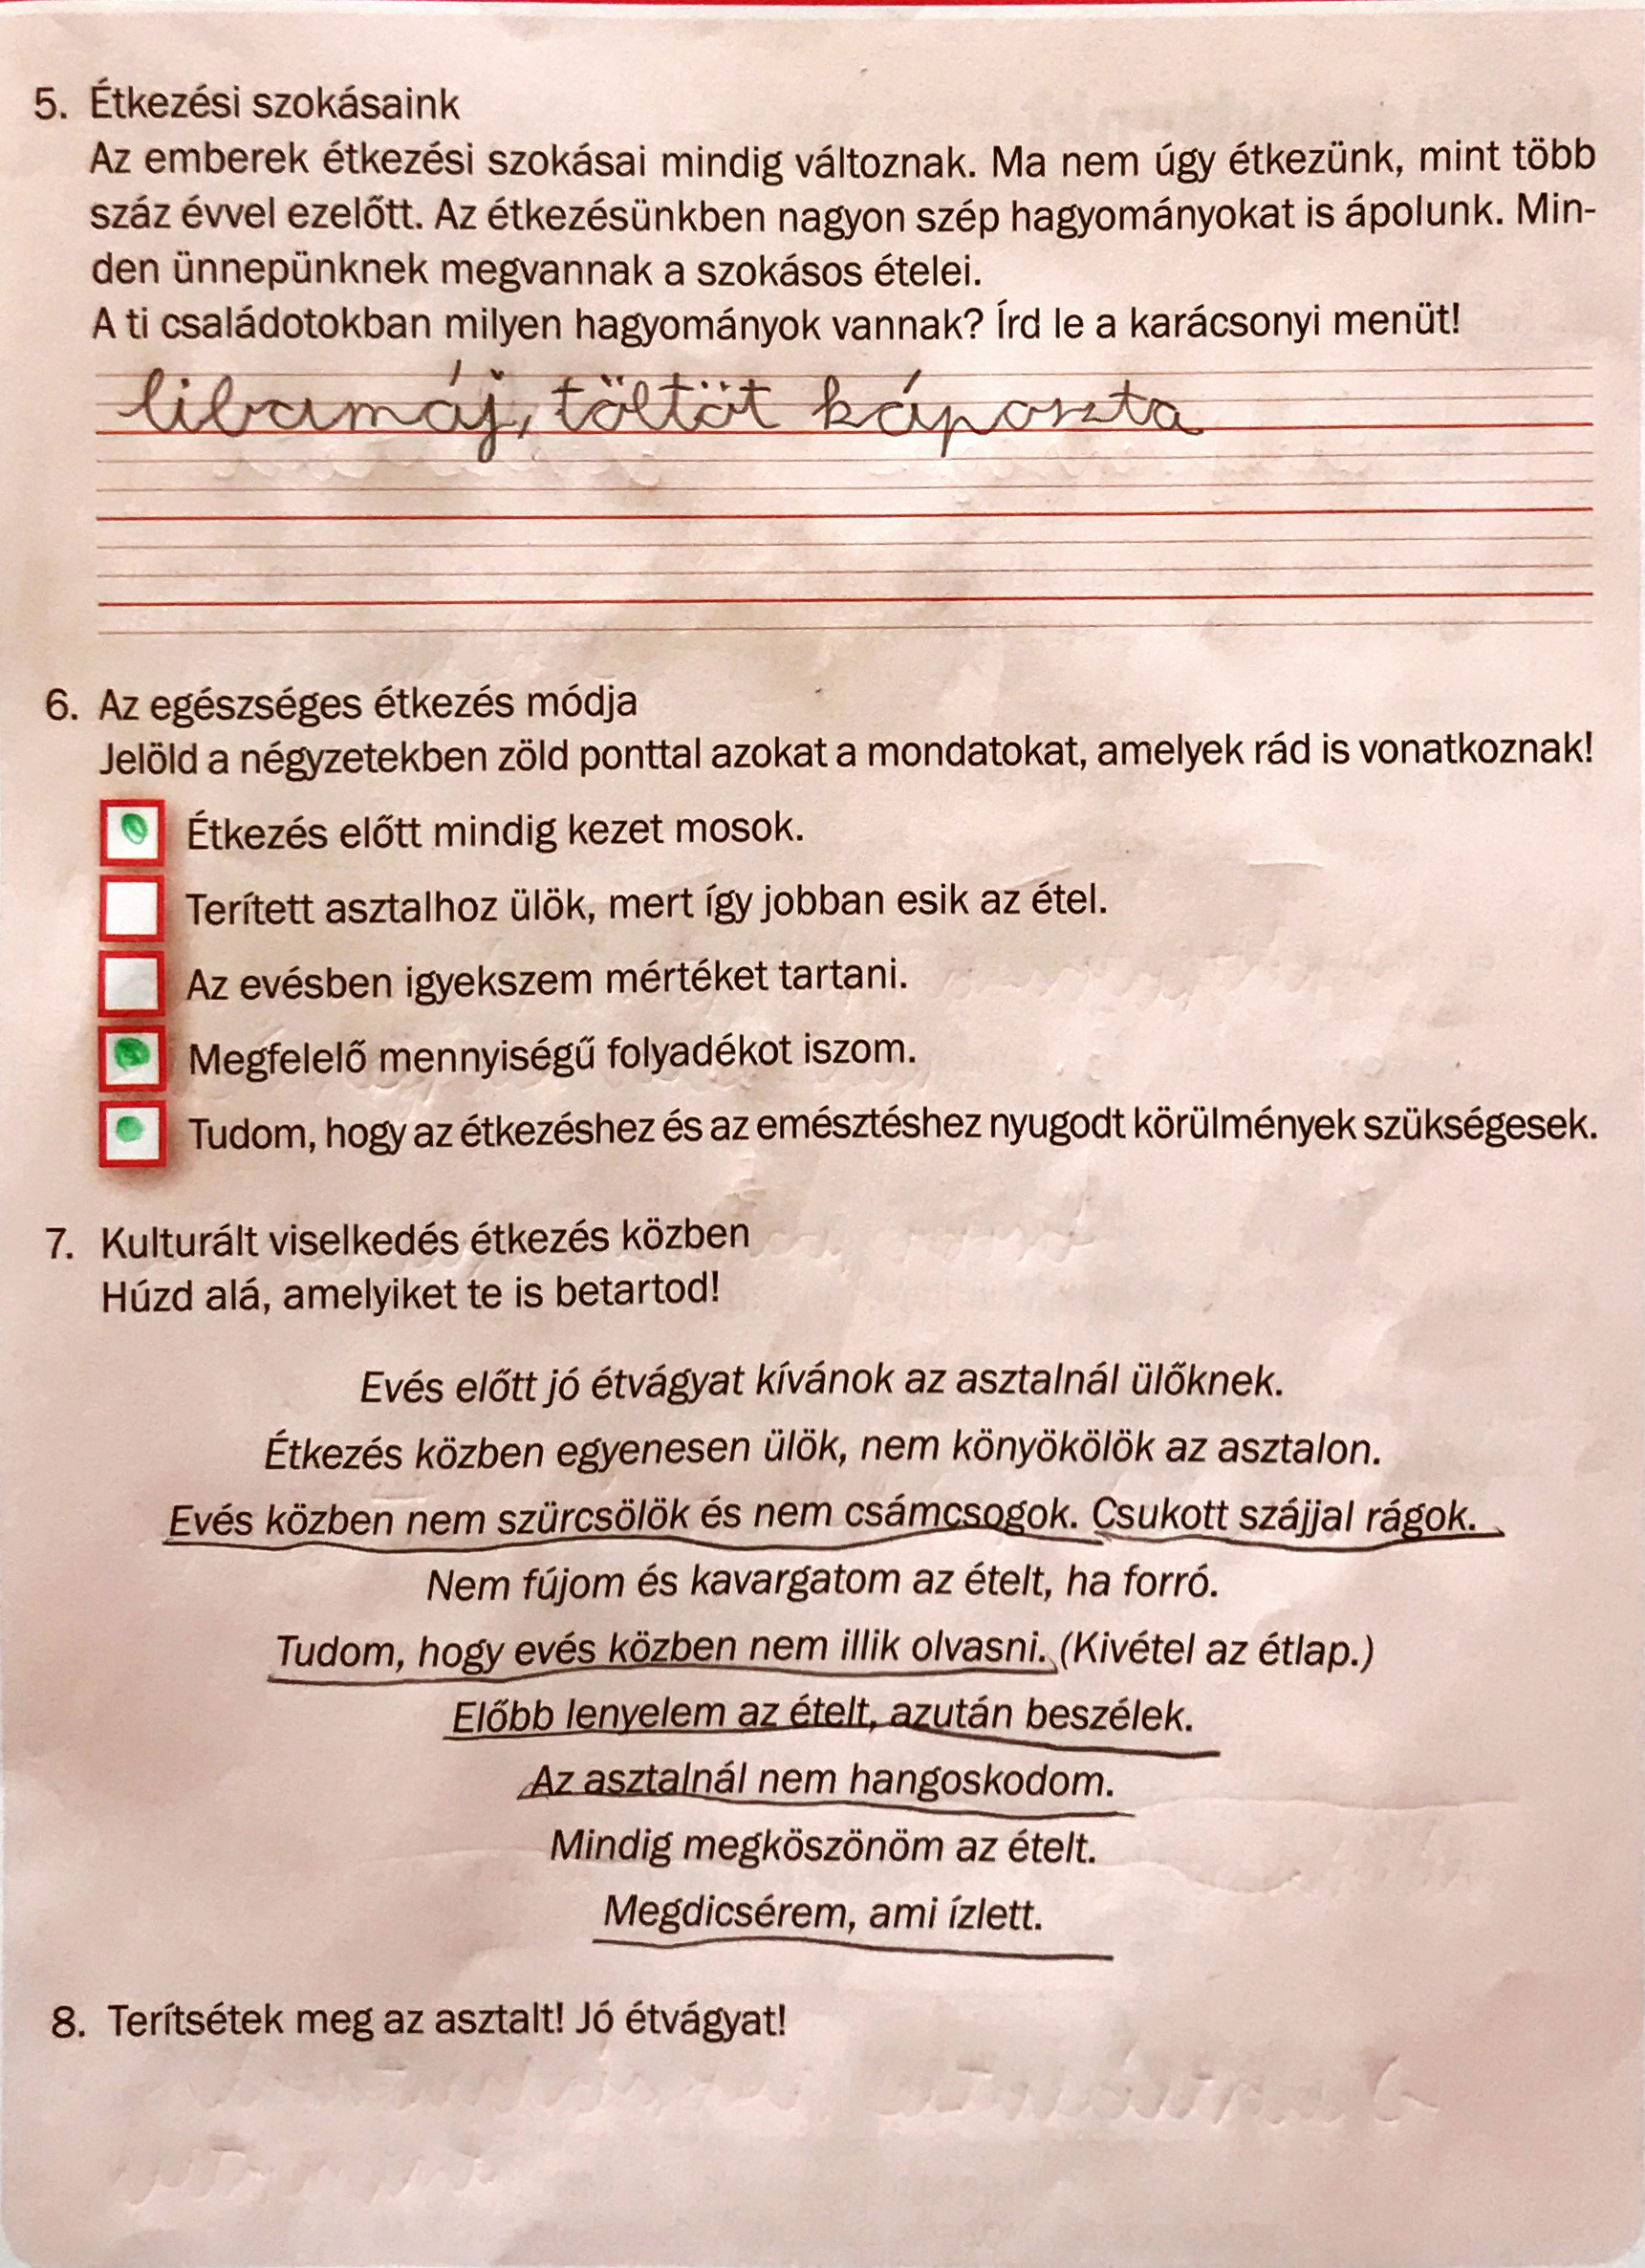 5. Étkezési szokásaink
Az emberek étkezési szokásai mindig változnak. Ma nem úgy étkezünk, mint több
száz évvel ezelőtt. Az étkezésünkben nagyon szép hagyományokat is ápolunk. Min-
den ünnepünknek megvannak a szokásos ételei.
A ti családotokban milyen hagyományok vannak? Írd le a karácsonyi menüt!
libamáj, töltöt káposzta
6. Az egészséges étkezés módja
Jelöld a négyzetekben zöld ponttal azokat a mondatokat, amelyek rád is vonatkoznak!
Étkezés előtt mindig kezet mosok.
Terített asztalhoz ülök, mert így jobban esik az étel.
Az evésben igyekszem mértéket tartani.
Megfelelő mennyiségű folyadékot iszom.
Tudom, hogy az étkezéshez és az emésztéshez nyugodt körülmények szükségesek.
7. Kulturált viselkedés étkezés közben
Húzd alá, amelyiket te is betartod!
Evés előtt jó étvágyat kívánok az asztalnál ülőknek.
Étkezés közben egyenesen ülök, nem könyökölök az asztalon.
Evés közben nem szürcsölök és nem csámcsogok. Csukott szájjal rágok.
Nem fújom és kavargatom az ételt, ha forró.
Tudom, hogy evés közben nem illik olvasni. (Kivétel az étlap.)
Előbb lenyelem az ételt, azután beszélek.
Az asztalnál nem hangoskodom.
Mindig megköszönöm az ételt.
Megdicsérem, ami ízlett.
8. Terítsétek meg az asztalt! Jó étvágyat!